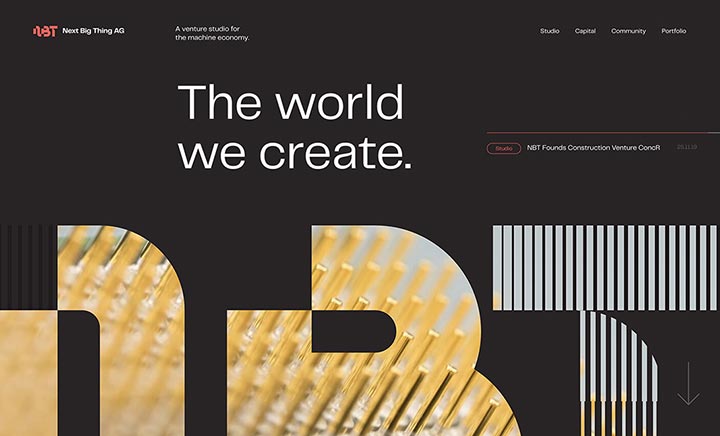 NBT Next Big Thing AG
A venture studio for
the machine economy.
Studio Capital Community Portfolio
The world
we create.
Studio NBT Founds Construction Venture ConcR 25.11.19
NBT